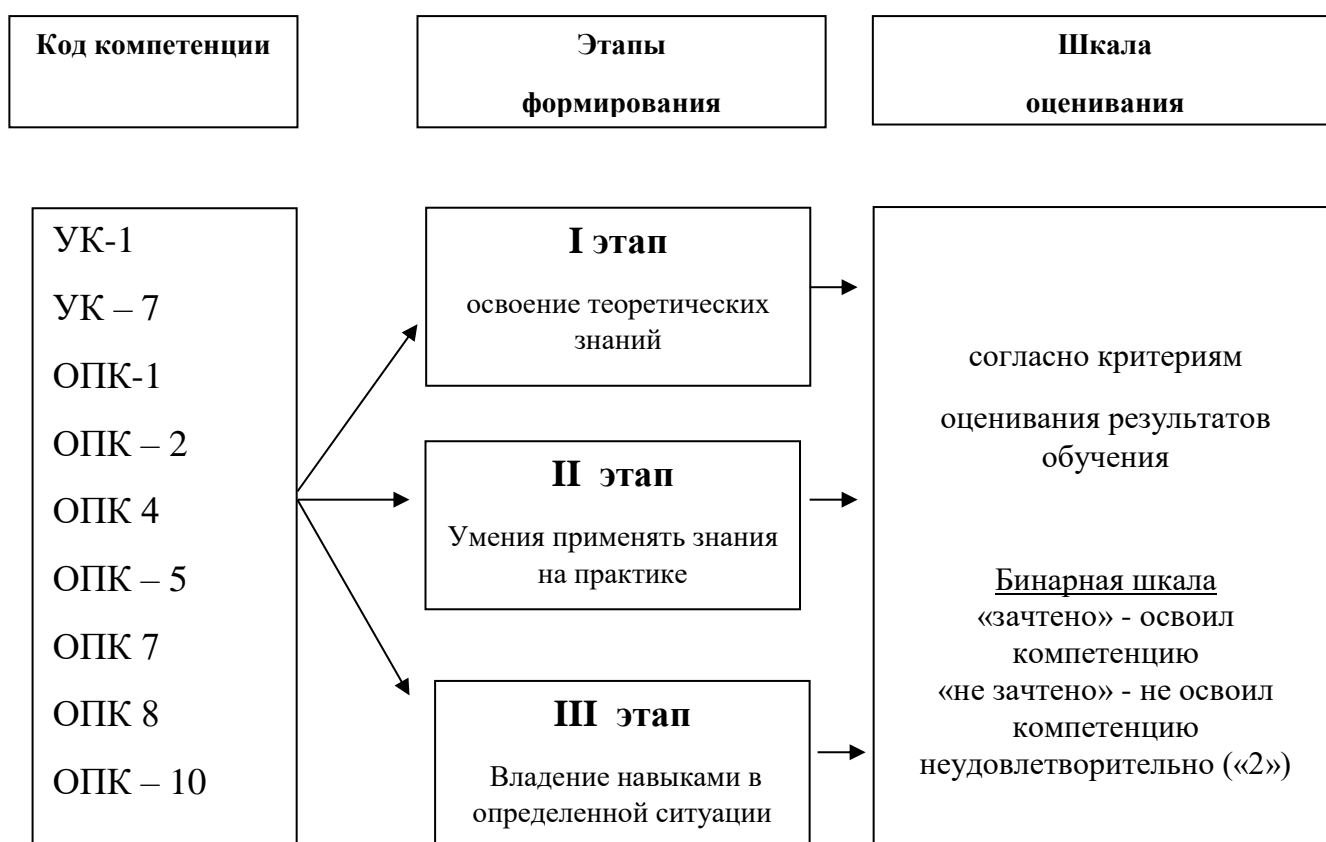 Код компетенции
Этапы
формирования
Шкала
оценивания
УК-1
УК – 7
ОПК-1
ОПК – 2
ОПК 4
ОПК – 5
ОПК 7
ОПК 8
ОПК – 10
I этап
освоение теоретических
знаний
II этап
Умения применять знания
на практике
III этап
Владение навыками в
определенной ситуации
согласно критериям
оценивания результатов
обучения
Бинарная шкала
«зачтено» - освоил
компетенцию
«не зачтено» - не освоил
компетенцию
неудовлетворительно («2»)